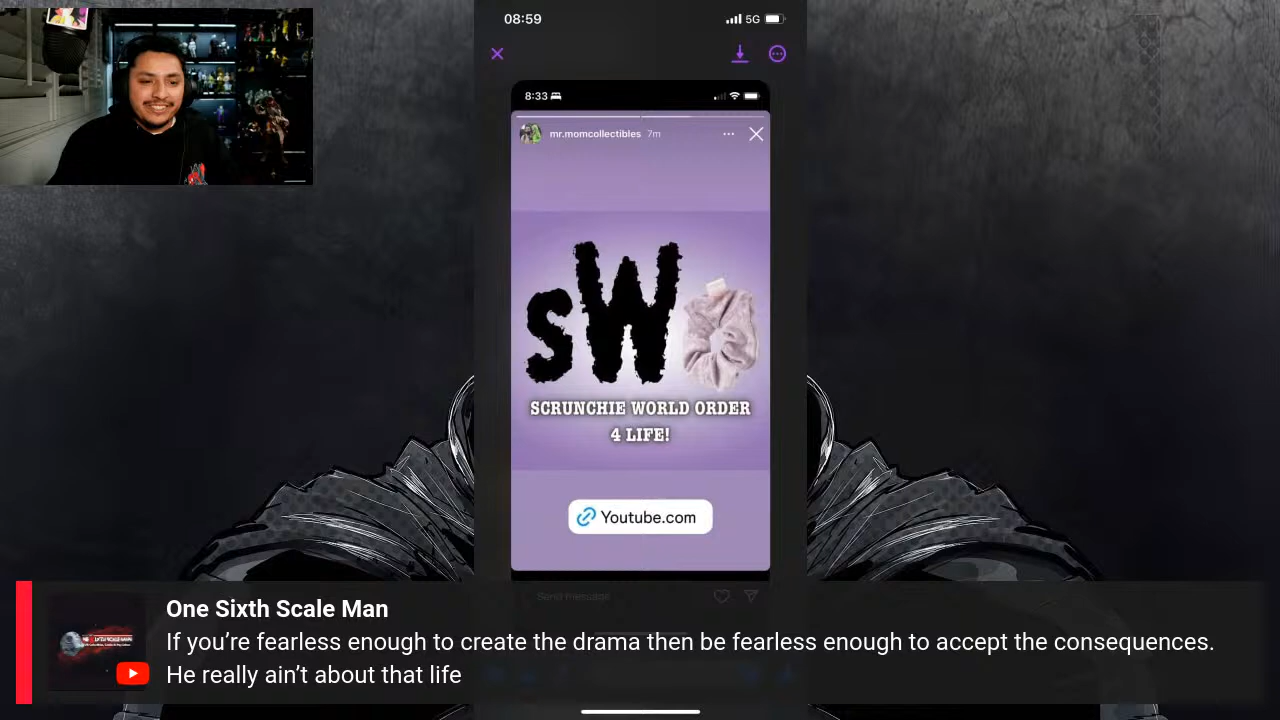 08:59
5G
8:33
mr.momcollectibles 7m
sW
SCRUNCHIE WORLD ORDER
4 LIFE!
Youtube.com
Send message
One Sixth Scale Man
If you’re fearless enough to create the drama then be fearless enough to accept the consequences.
He really ain’t about that life